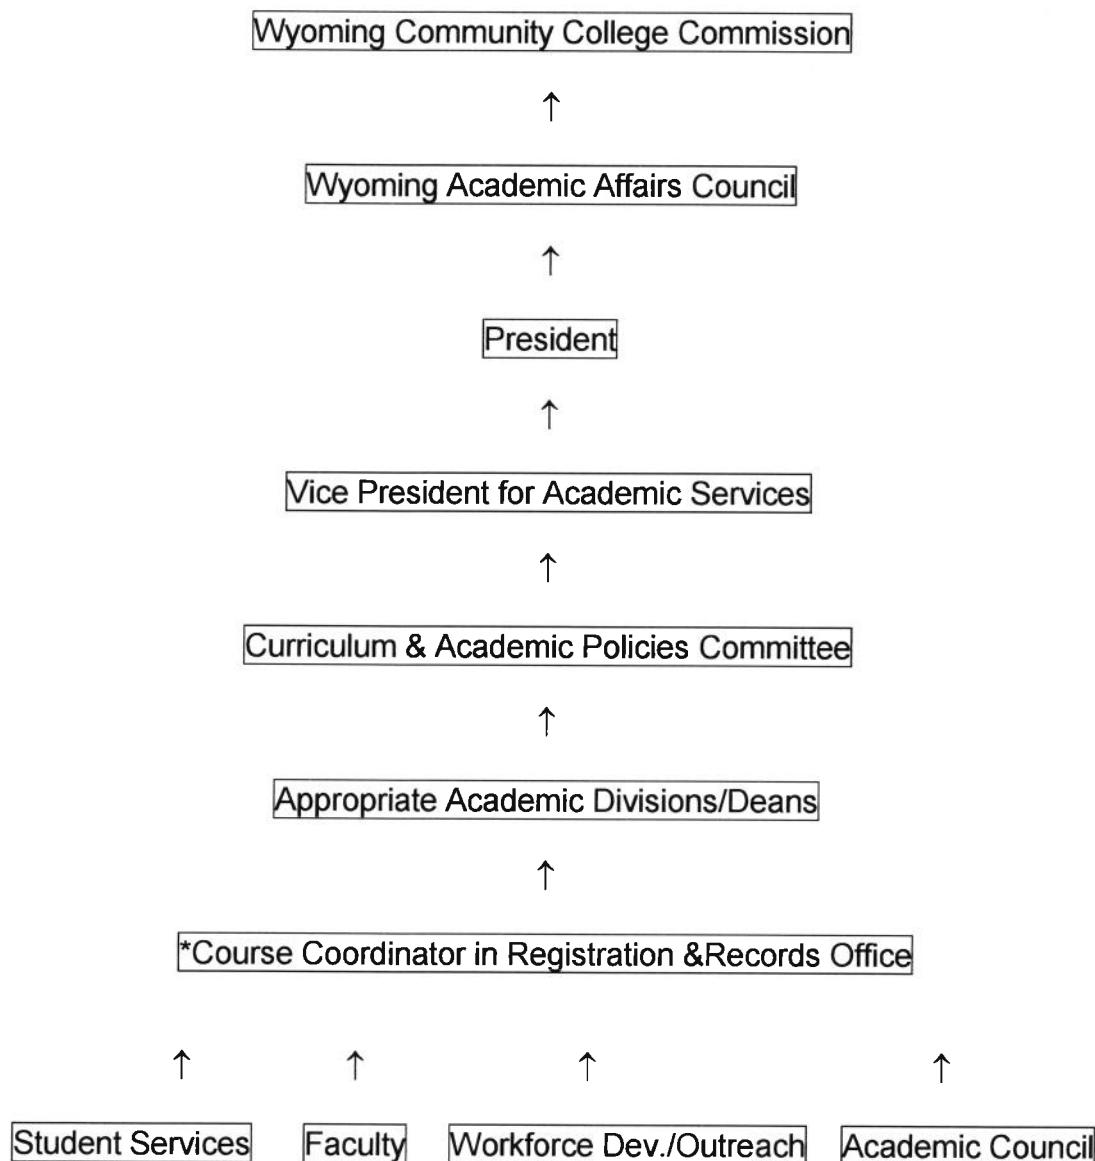 Wyoming Community College Commission
↑
Wyoming Academic Affairs Council
↑
President
↑
Vice President for Academic Services
↑
Curriculum & Academic Policies Committee
↑
Appropriate Academic Divisions/Deans
↑
*Course Coordinator in Registration &Records Office
↑ ↑ ↑ ↑
Student Services Faculty Workforce Dev./Outreach Academic Council